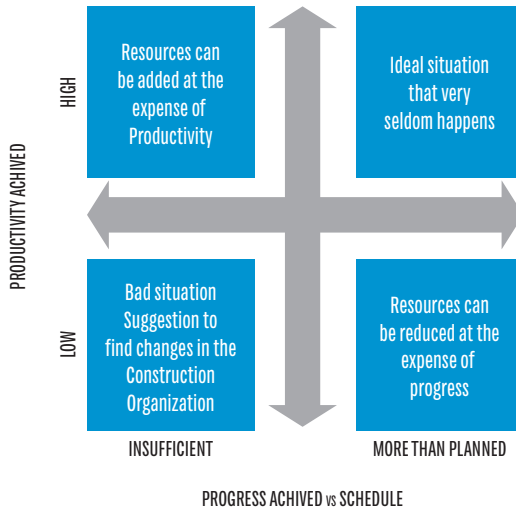 PRODUCTIVITY ACHIVED
HIGH
Resources can
be added at the
expense of
Productivity
Ideal situation
that very
seldom happens
LOW
Bad situation
Suggestion to
find changes in the
Construction
Organization
Resources can
be reduced at the
expense of
progress
INSUFFICIENT
MORE THAN PLANNED
PROGRESS ACHIVED vs SCHEDULE